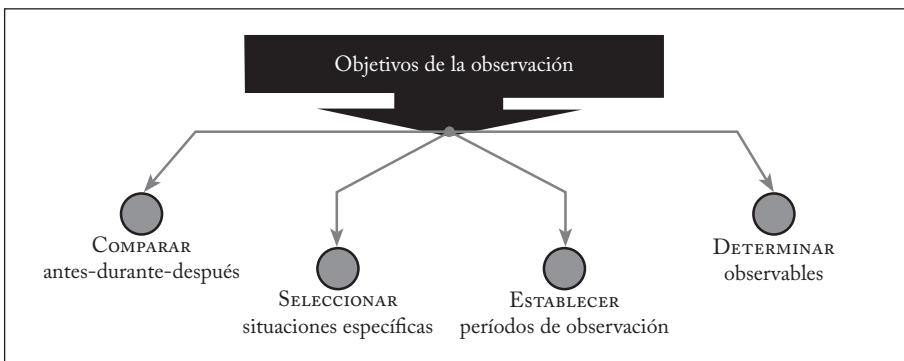 Objetivos de la observación
COMPARAR
antes-durante-después
SELECCIONAR
situaciones específicas
ESTABLECER
períodos de observación
DETERMINAR
observables